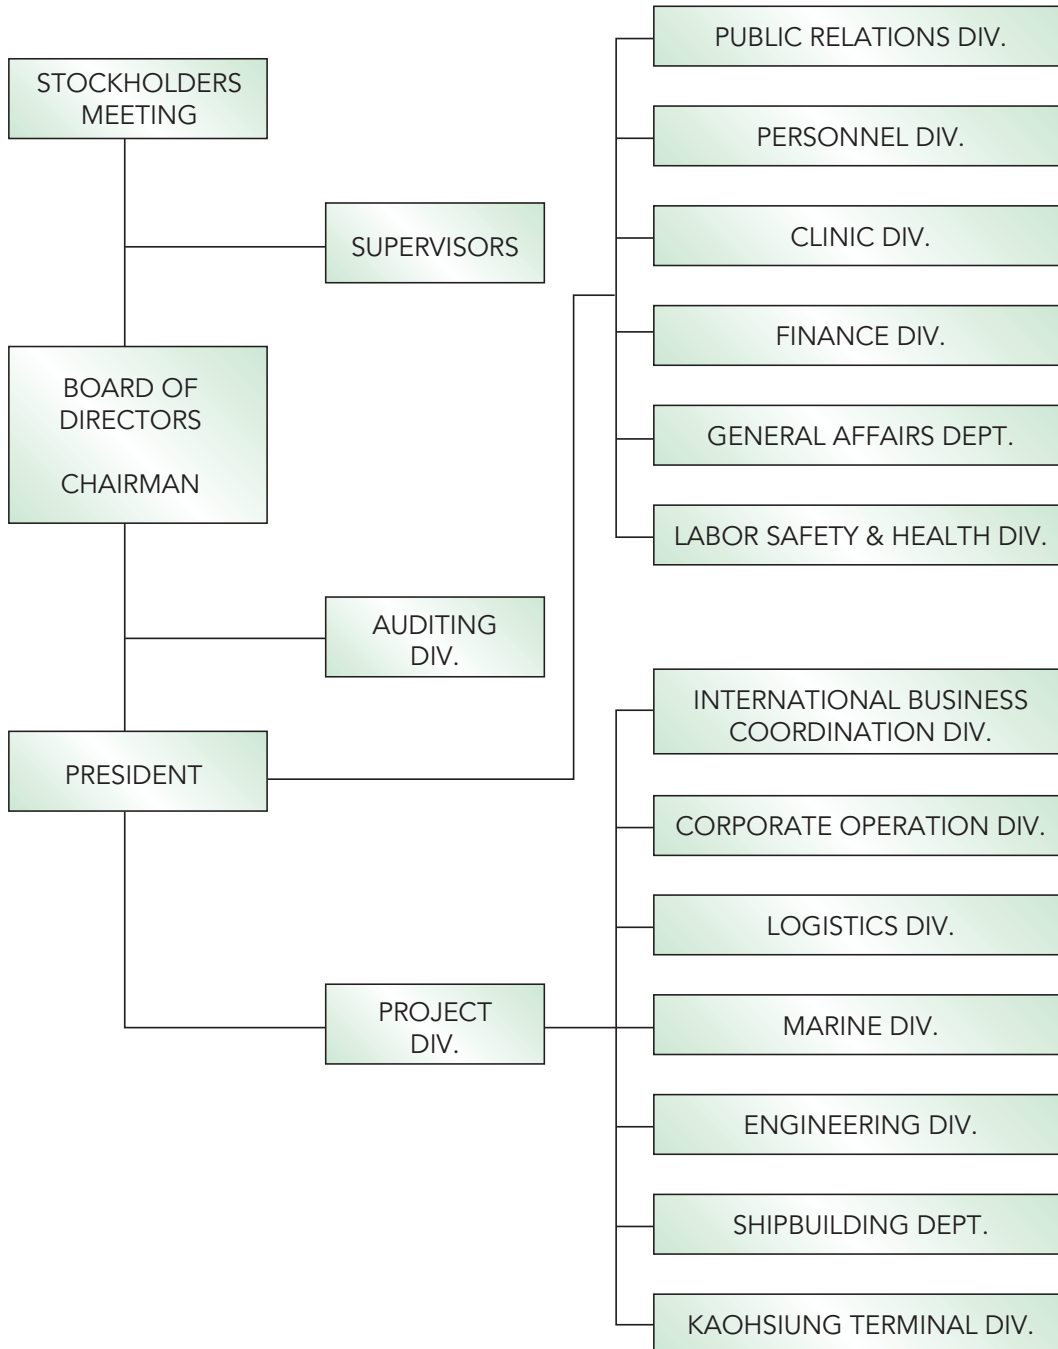 STOCKHOLDERS
MEETING
SUPERVISORS
BOARD OF
DIRECTORS
CHAIRMAN
AUDITING
DIV.
PRESIDENT
PROJECT
DIV.
PUBLIC RELATIONS DIV.
PERSONNEL DIV.
CLINIC DIV.
FINANCE DIV.
GENERAL AFFAIRS DEPT.
LABOR SAFETY & HEALTH DIV.
INTERNATIONAL BUSINESS
COORDINATION DIV.
CORPORATE OPERATION DIV.
LOGISTICS DIV.
MARINE DIV.
ENGINEERING DIV.
SHIPBUILDING DEPT.
KAOHSIUNG TERMINAL DIV.